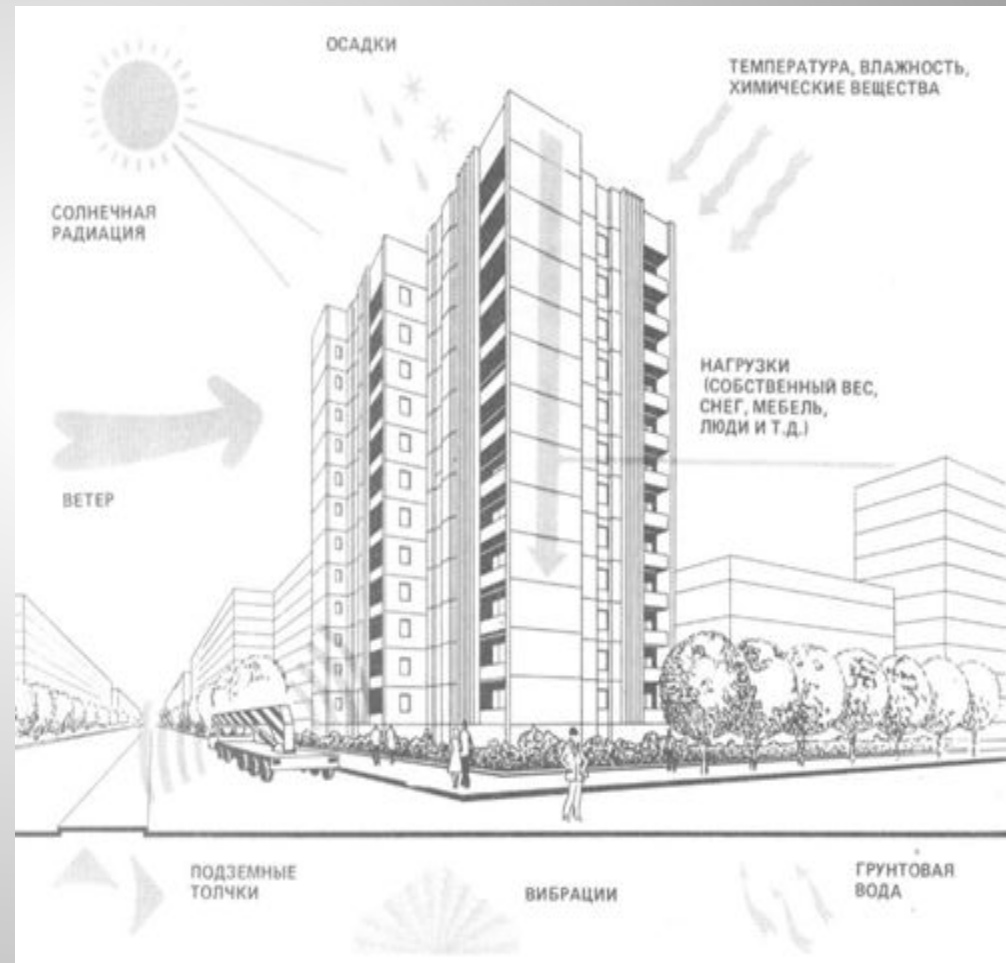 ОСАДКИ
ТЕМПЕРАТУРА, ВЛАЖНОСТЬ,
ХИМИЧЕСКИЕ ВЕЩЕСТВА
СОЛНЕЧНАЯ
РАДИАЦИЯ
НАГРУЗКИ
(СОБСТВЕННЫЙ ВЕС,
СНЕГ, МЕБЕЛЬ,
ЛЮДИ И Т.Д.)
ВЕТЕР
ПОДЗЕМНЫЕ
ТОЛЧКИ
ВИБРАЦИИ
ГРУНТОВАЯ
ВОДА